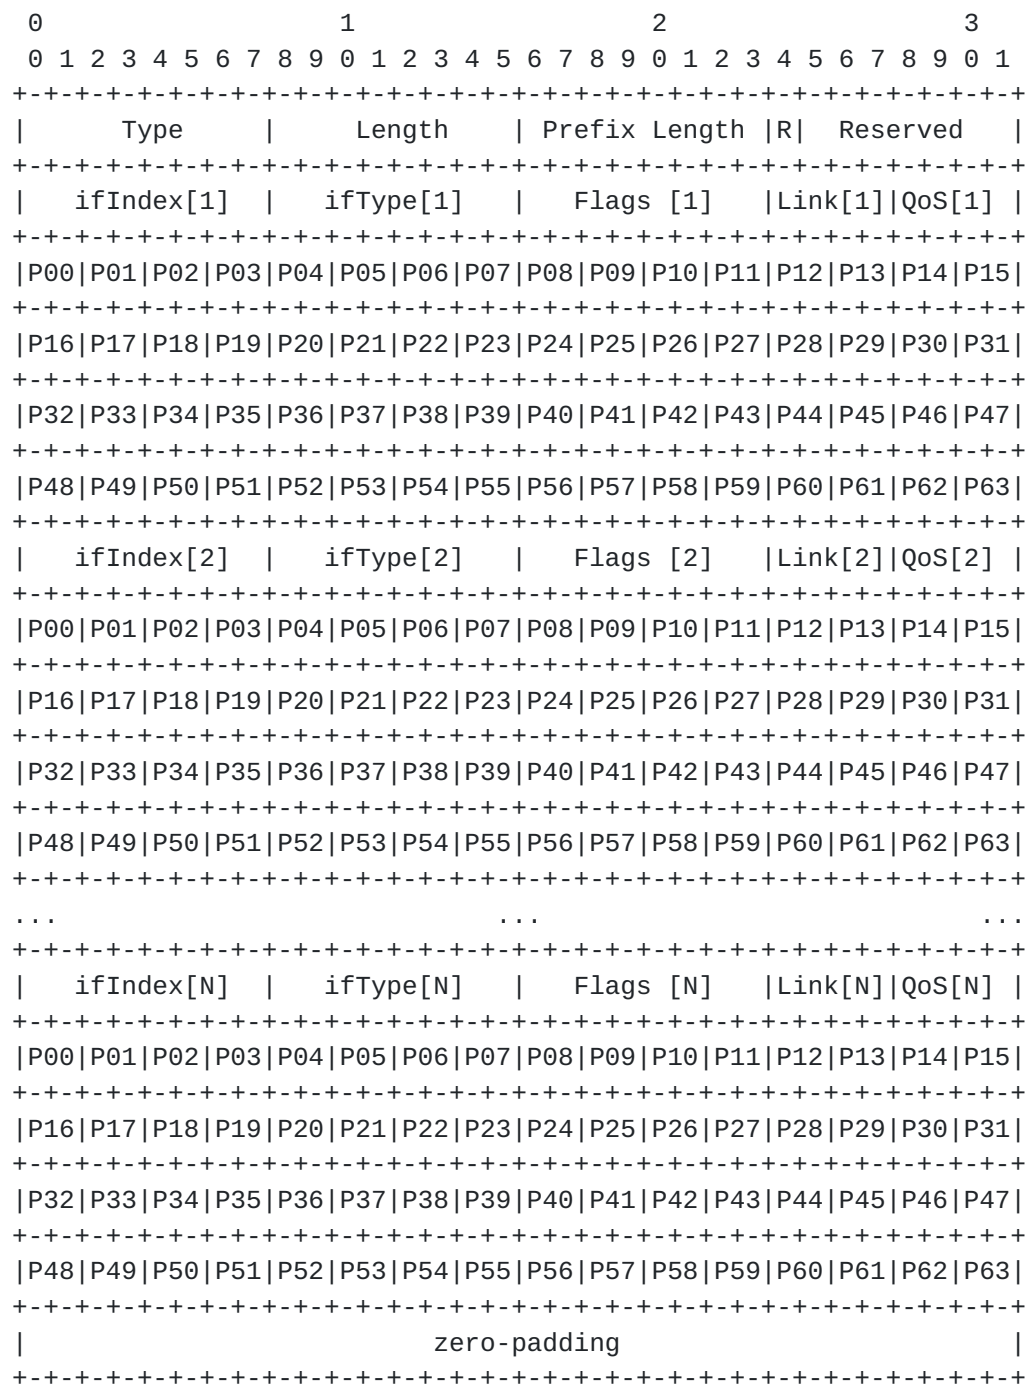 0                   1                   2                   3
 0 1 2 3 4 5 6 7 8 9 0 1 2 3 4 5 6 7 8 9 0 1 2 3 4 5 6 7 8 9 0 1
+-+-+-+-+-+-+-+-+-+-+-+-+-+-+-+-+-+-+-+-+-+-+-+-+-+-+-+-+-+-+-+-+
|      Type     |     Length    | Prefix Length |R|  Reserved   |
+-+-+-+-+-+-+-+-+-+-+-+-+-+-+-+-+-+-+-+-+-+-+-+-+-+-+-+-+-+-+-+-+
|   ifIndex[1]  |   ifType[1]   |   Flags [1]   |Link[1]|QoS[1] |
+-+-+-+-+-+-+-+-+-+-+-+-+-+-+-+-+-+-+-+-+-+-+-+-+-+-+-+-+-+-+-+-+
|P00|P01|P02|P03|P04|P05|P06|P07|P08|P09|P10|P11|P12|P13|P14|P15|
+-+-+-+-+-+-+-+-+-+-+-+-+-+-+-+-+-+-+-+-+-+-+-+-+-+-+-+-+-+-+-+-+
|P16|P17|P18|P19|P20|P21|P22|P23|P24|P25|P26|P27|P28|P29|P30|P31|
+-+-+-+-+-+-+-+-+-+-+-+-+-+-+-+-+-+-+-+-+-+-+-+-+-+-+-+-+-+-+-+-+
|P32|P33|P34|P35|P36|P37|P38|P39|P40|P41|P42|P43|P44|P45|P46|P47|
+-+-+-+-+-+-+-+-+-+-+-+-+-+-+-+-+-+-+-+-+-+-+-+-+-+-+-+-+-+-+-+-+
|P48|P49|P50|P51|P52|P53|P54|P55|P56|P57|P58|P59|P60|P61|P62|P63|
+-+-+-+-+-+-+-+-+-+-+-+-+-+-+-+-+-+-+-+-+-+-+-+-+-+-+-+-+-+-+-+-+
|   ifIndex[2]  |   ifType[2]   |   Flags [2]   |Link[2]|QoS[2] |
+-+-+-+-+-+-+-+-+-+-+-+-+-+-+-+-+-+-+-+-+-+-+-+-+-+-+-+-+-+-+-+-+
|P00|P01|P02|P03|P04|P05|P06|P07|P08|P09|P10|P11|P12|P13|P14|P15|
+-+-+-+-+-+-+-+-+-+-+-+-+-+-+-+-+-+-+-+-+-+-+-+-+-+-+-+-+-+-+-+-+
|P16|P17|P18|P19|P20|P21|P22|P23|P24|P25|P26|P27|P28|P29|P30|P31|
+-+-+-+-+-+-+-+-+-+-+-+-+-+-+-+-+-+-+-+-+-+-+-+-+-+-+-+-+-+-+-+-+
|P32|P33|P34|P35|P36|P37|P38|P39|P40|P41|P42|P43|P44|P45|P46|P47|
+-+-+-+-+-+-+-+-+-+-+-+-+-+-+-+-+-+-+-+-+-+-+-+-+-+-+-+-+-+-+-+-+
|P48|P49|P50|P51|P52|P53|P54|P55|P56|P57|P58|P59|P60|P61|P62|P63|
+-+-+-+-+-+-+-+-+-+-+-+-+-+-+-+-+-+-+-+-+-+-+-+-+-+-+-+-+-+-+-+-+
...                            ...                            ...
+-+-+-+-+-+-+-+-+-+-+-+-+-+-+-+-+-+-+-+-+-+-+-+-+-+-+-+-+-+-+-+-+
|   ifIndex[N]  |   ifType[N]   |   Flags [N]   |Link[N]|QoS[N] |
+-+-+-+-+-+-+-+-+-+-+-+-+-+-+-+-+-+-+-+-+-+-+-+-+-+-+-+-+-+-+-+-+
|P00|P01|P02|P03|P04|P05|P06|P07|P08|P09|P10|P11|P12|P13|P14|P15|
+-+-+-+-+-+-+-+-+-+-+-+-+-+-+-+-+-+-+-+-+-+-+-+-+-+-+-+-+-+-+-+-+
|P16|P17|P18|P19|P20|P21|P22|P23|P24|P25|P26|P27|P28|P29|P30|P31|
+-+-+-+-+-+-+-+-+-+-+-+-+-+-+-+-+-+-+-+-+-+-+-+-+-+-+-+-+-+-+-+-+
|P32|P33|P34|P35|P36|P37|P38|P39|P40|P41|P42|P43|P44|P45|P46|P47|
+-+-+-+-+-+-+-+-+-+-+-+-+-+-+-+-+-+-+-+-+-+-+-+-+-+-+-+-+-+-+-+-+
|P48|P49|P50|P51|P52|P53|P54|P55|P56|P57|P58|P59|P60|P61|P62|P63|
+-+-+-+-+-+-+-+-+-+-+-+-+-+-+-+-+-+-+-+-+-+-+-+-+-+-+-+-+-+-+-+-+
|                          zero-padding                         |
+-+-+-+-+-+-+-+-+-+-+-+-+-+-+-+-+-+-+-+-+-+-+-+-+-+-+-+-+-+-+-+-+